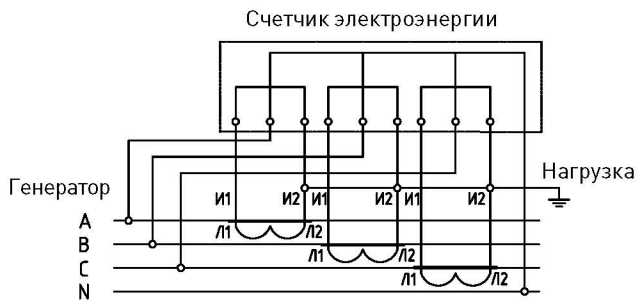 Счетчик электроэнергии
Генератор
Нагрузка
И1 И2 И1 И2 И1 И2
A
Л1 Л2
B
Л1 Л2
C
Л1 Л2
N